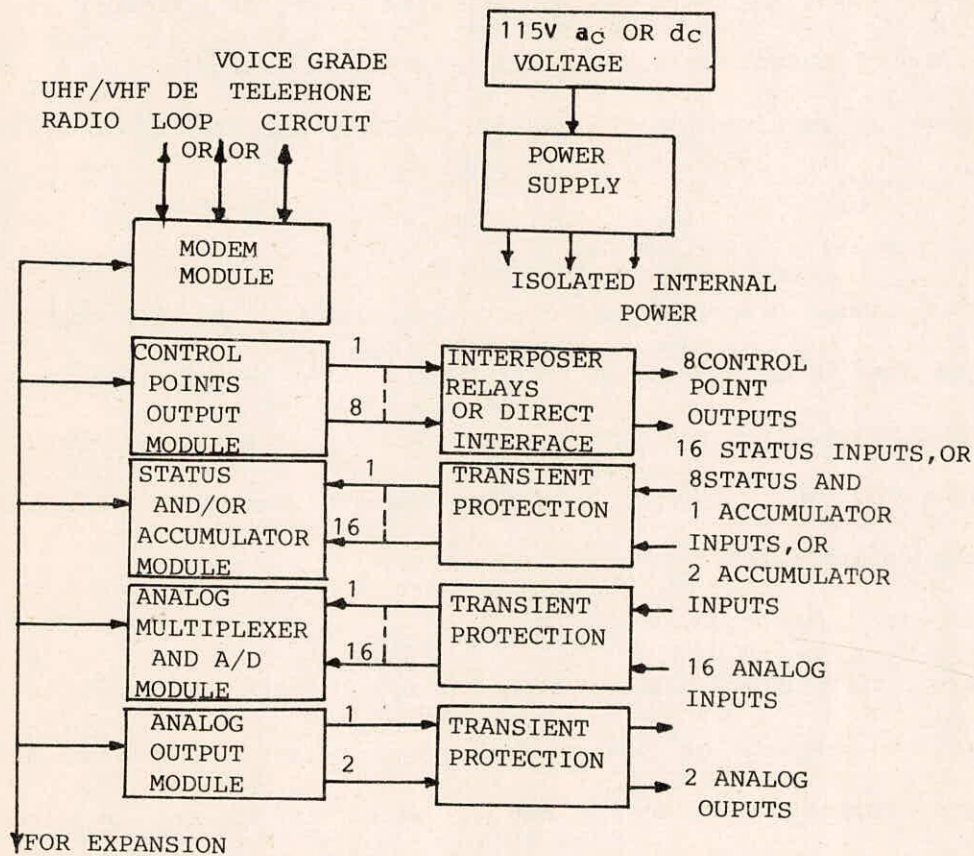 115V ac OR dc
VOLTAGE
VOICE GRADE
UHF/VHF DE TELEPHONE
RADIO LOOP CIRCUIT
OR OR
POWER
SUPPLY
MODEM
MODULE
ISOLATED INTERNAL
POWER
CONTROL
POINTS
OUTPUT
MODULE
1
8
INTERPOSER
RELAYS
OR DIRECT
INTERFACE
8CONTROL
POINT
OUTPUTS
STATUS
AND/OR
ACCUMULATOR
MODULE
1
16
TRANSIENT
PROTECTION
16 STATUS INPUTS,OR
8STATUS AND
1 ACCUMULATOR
INPUTS,OR
2 ACCUMULATOR
INPUTS
ANALOG
MULTIPLEXER
AND A/D
MODULE
1
16
TRANSIENT
PROTECTION
16 ANALOG
INPUTS
ANALOG
OUTPUT
MODULE
1
2
TRANSIENT
PROTECTION
2 ANALOG
OUPUTS
FOR EXPANSION